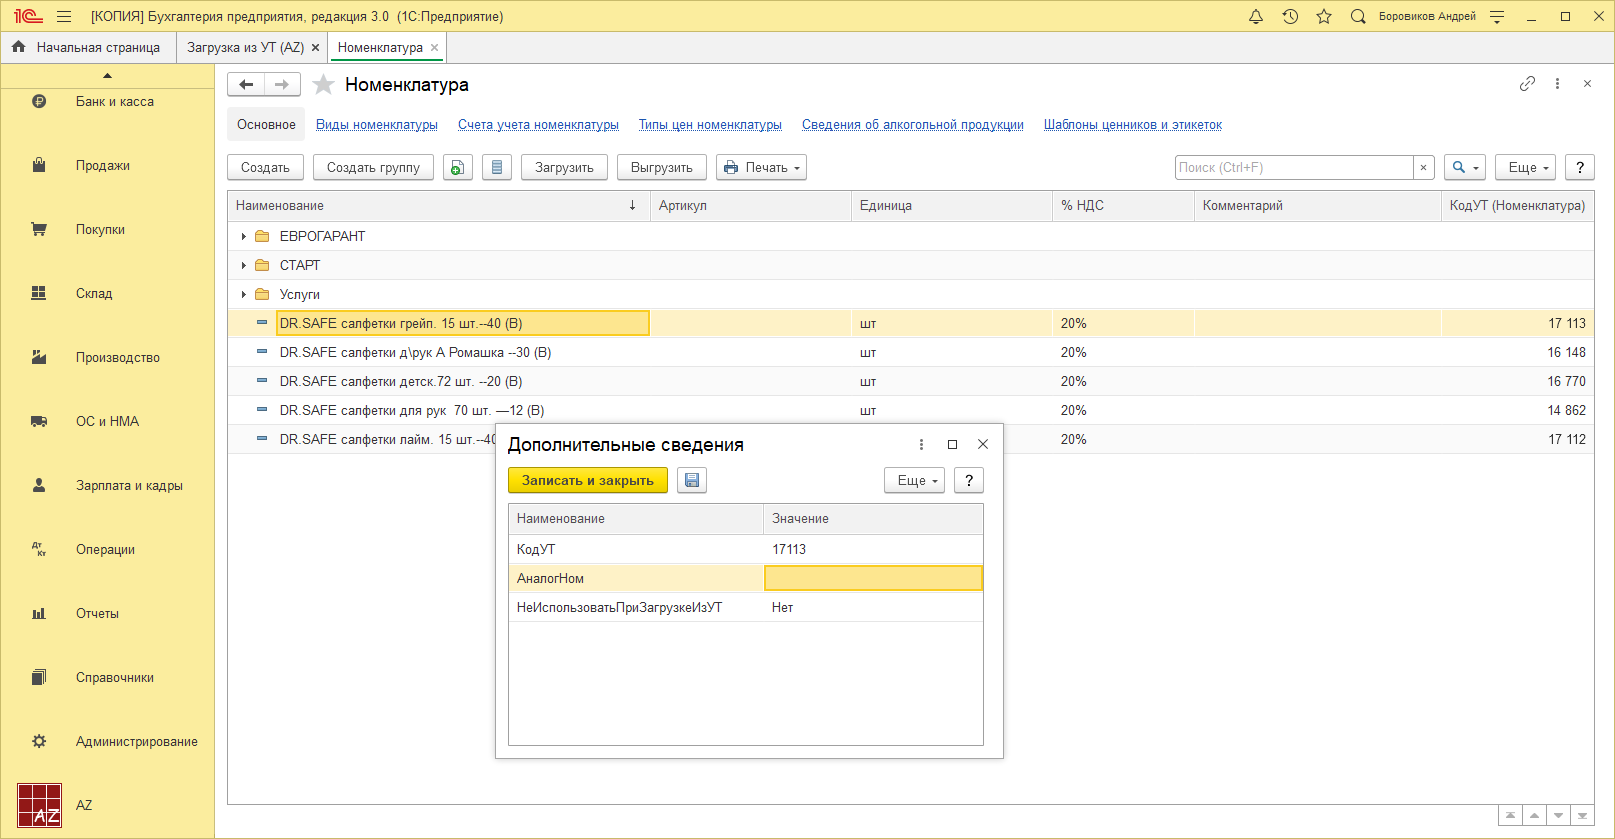 1С [КОПИЯ] Бухгалтерия предприятия, редакция 3.0 (1С:Предприятие) Боровиков Андрей
Начальная страница Загрузка из УТ (AZ) Номенклатура
Банк и касса
Продажи
Покупки
Склад
Производство
ОС и НМА
Зарплата и кадры
Дт Кт Операции
Отчеты
Справочники
Администрирование
AZ AZ
Номенклатура
Основное Виды номенклатуры Счета учета номенклатуры Типы цен номенклатуры Сведения об алкогольной продукции Шаблоны ценников и этикеток
Создать Создать группу Загрузить Выгрузить Печать Поиск (Ctrl+F) × Еще ?
Наименование ↓ Артикул Единица % НДС Комментарий КодУТ (Номенклатура)
ЕВРОГАРАНТ
СТАРТ
Услуги
DR.SAFE салфетки грейп. 15 шт.--40 (В) шт 20% 17 113
DR.SAFE салфетки д\рук А Ромашка --30 (В) шт 20% 16 148
DR.SAFE салфетки детск.72 шт. --20 (В) шт 20% 16 770
DR.SAFE салфетки для рук 70 шт. —12 (В) шт 20% 14 862
DR.SAFE салфетки лайм. 15 шт.--40 20% 17 112
Дополнительные сведения
Записать и закрыть Еще ?
Наименование Значение
КодУТ 17113
АналогНом
НеИспользоватьПриЗагрузкеИзУТ Нет